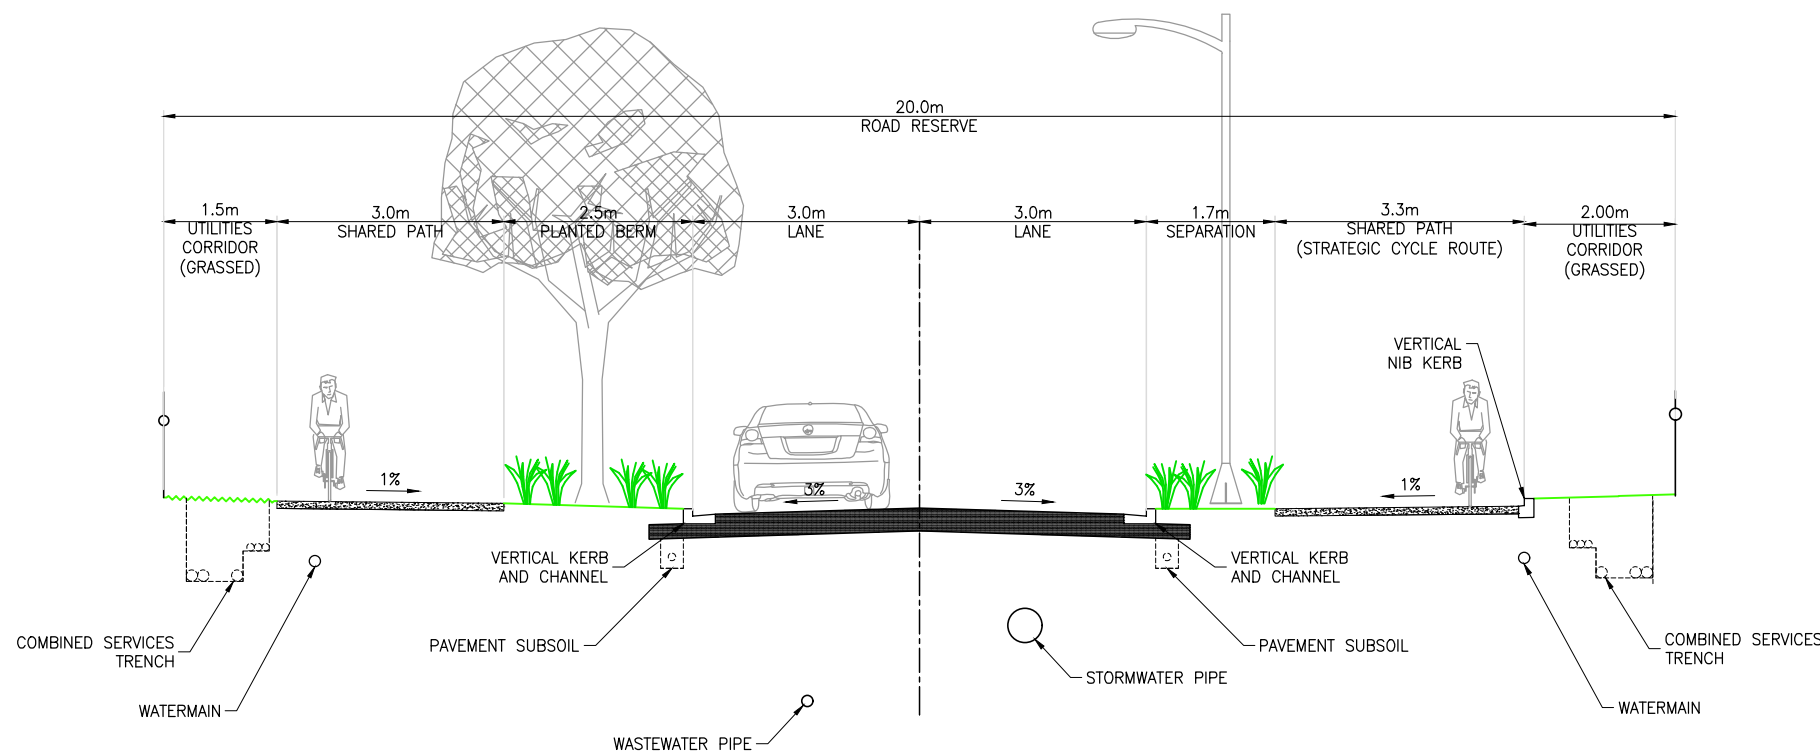 20.0m
ROAD RESERVE
1.5m
UTILITIES
CORRIDOR
(GRASSED)
3.0m
SHARED PATH
2.5m
PLANTED BERM
3.0m
LANE
3.0m
LANE
1.7m
SEPARATION
3.3m
SHARED PATH
(STRATEGIC CYCLE ROUTE)
2.00m
UTILITIES
CORRIDOR
(GRASSED)
VERTICAL
NIB KERB
1%
3%
3%
1%
VERTICAL KERB
AND CHANNEL
VERTICAL KERB
AND CHANNEL
COMBINED SERVICES
TRENCH
PAVEMENT SUBSOIL
PAVEMENT SUBSOIL
COMBINED SERVICES
TRENCH
STORMWATER PIPE
WATERMAIN
WATERMAIN
WASTEWATER PIPE